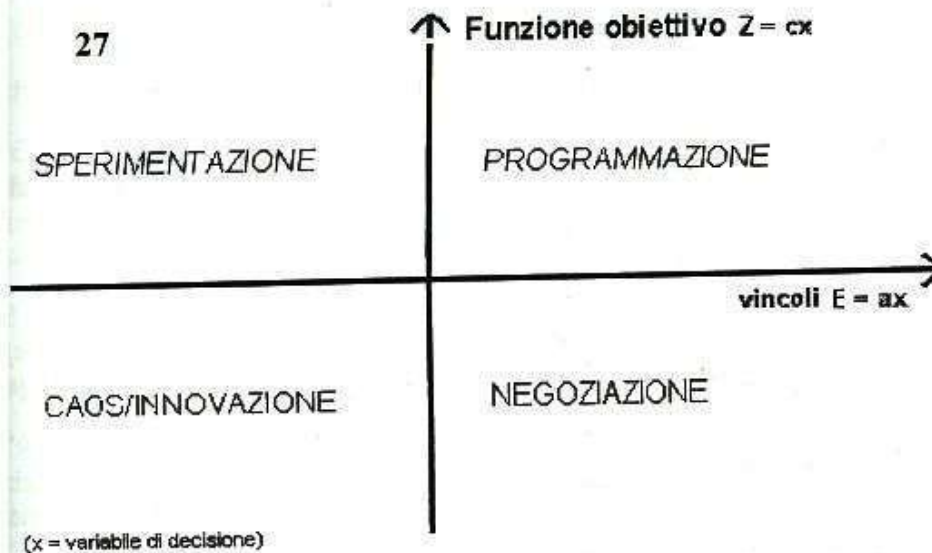 27
Funzione obiettivo Z = cx
SPERIMENTAZIONE
PROGRAMMAZIONE
vincoli E = ax
CAOS/INNOVAZIONE
NEGOZIAZIONE
(x = variabile di decisione)